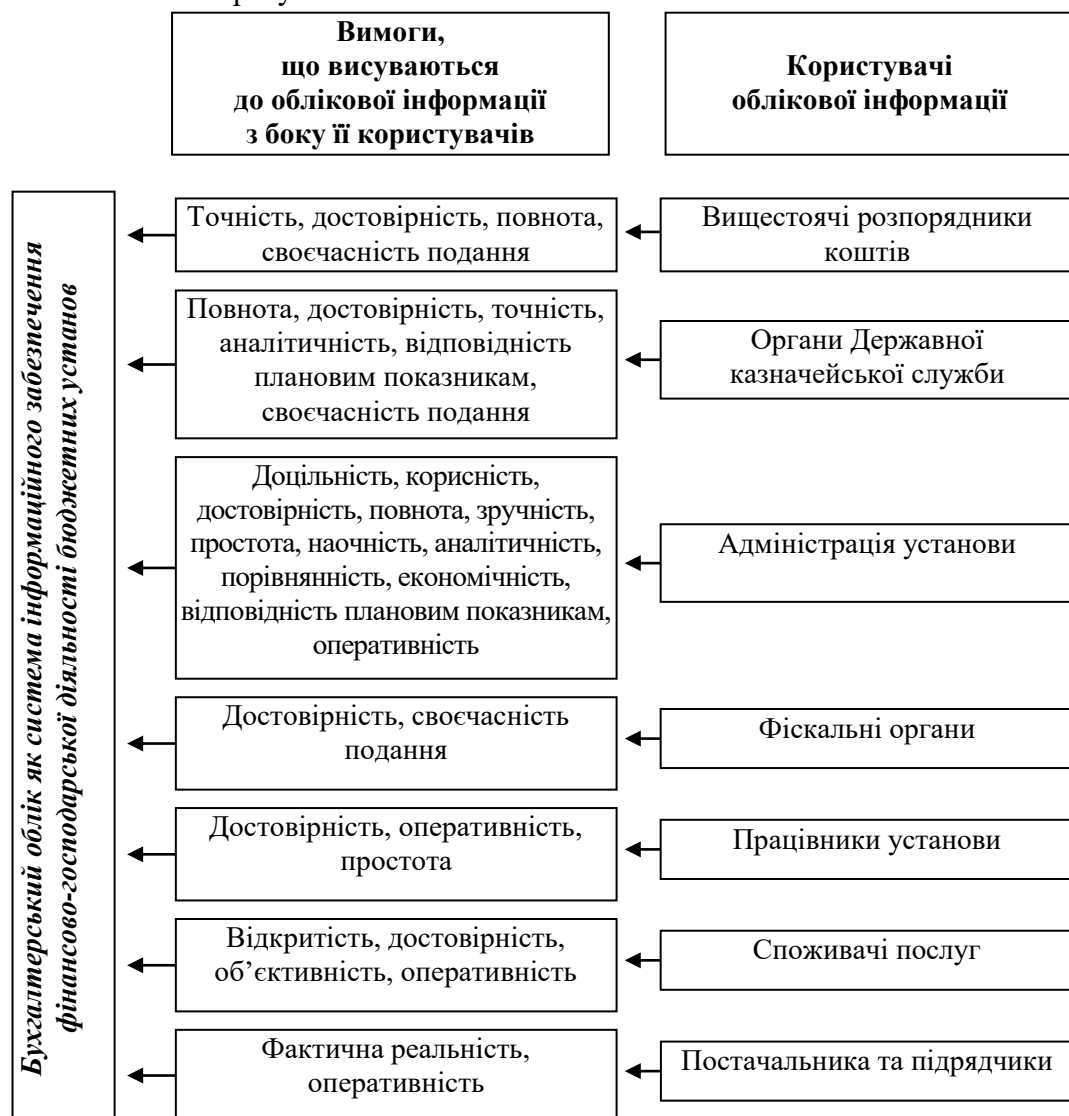 Вимоги,
що висуваються
до облікової інформації
з боку її користувачів
Користувачі
облікової інформації
Бухгалтерський облік як система інформаційного забезпечення
фінансово-господарської діяльності бюджетних установ
Точність, достовірність, повнота,
своєчасність подання
Вищестоячі розпорядники
коштів
Повнота, достовірність, точність,
аналітичність, відповідність
плановим показникам,
своєчасність подання
Органи Державної
казначейської служби
Доцільність, корисність,
достовірність, повнота, зручність,
простота, наочність, аналітичність,
порівнянність, економічність,
відповідність плановим показникам,
оперативність
Адміністрація установи
Достовірність, своєчасність
подання
Фіскальні органи
Достовірність, оперативність,
простота
Працівники установи
Відкритість, достовірність,
об’єктивність, оперативність
Споживачі послуг
Фактична реальність,
оперативність
Постачальника та підрядчики